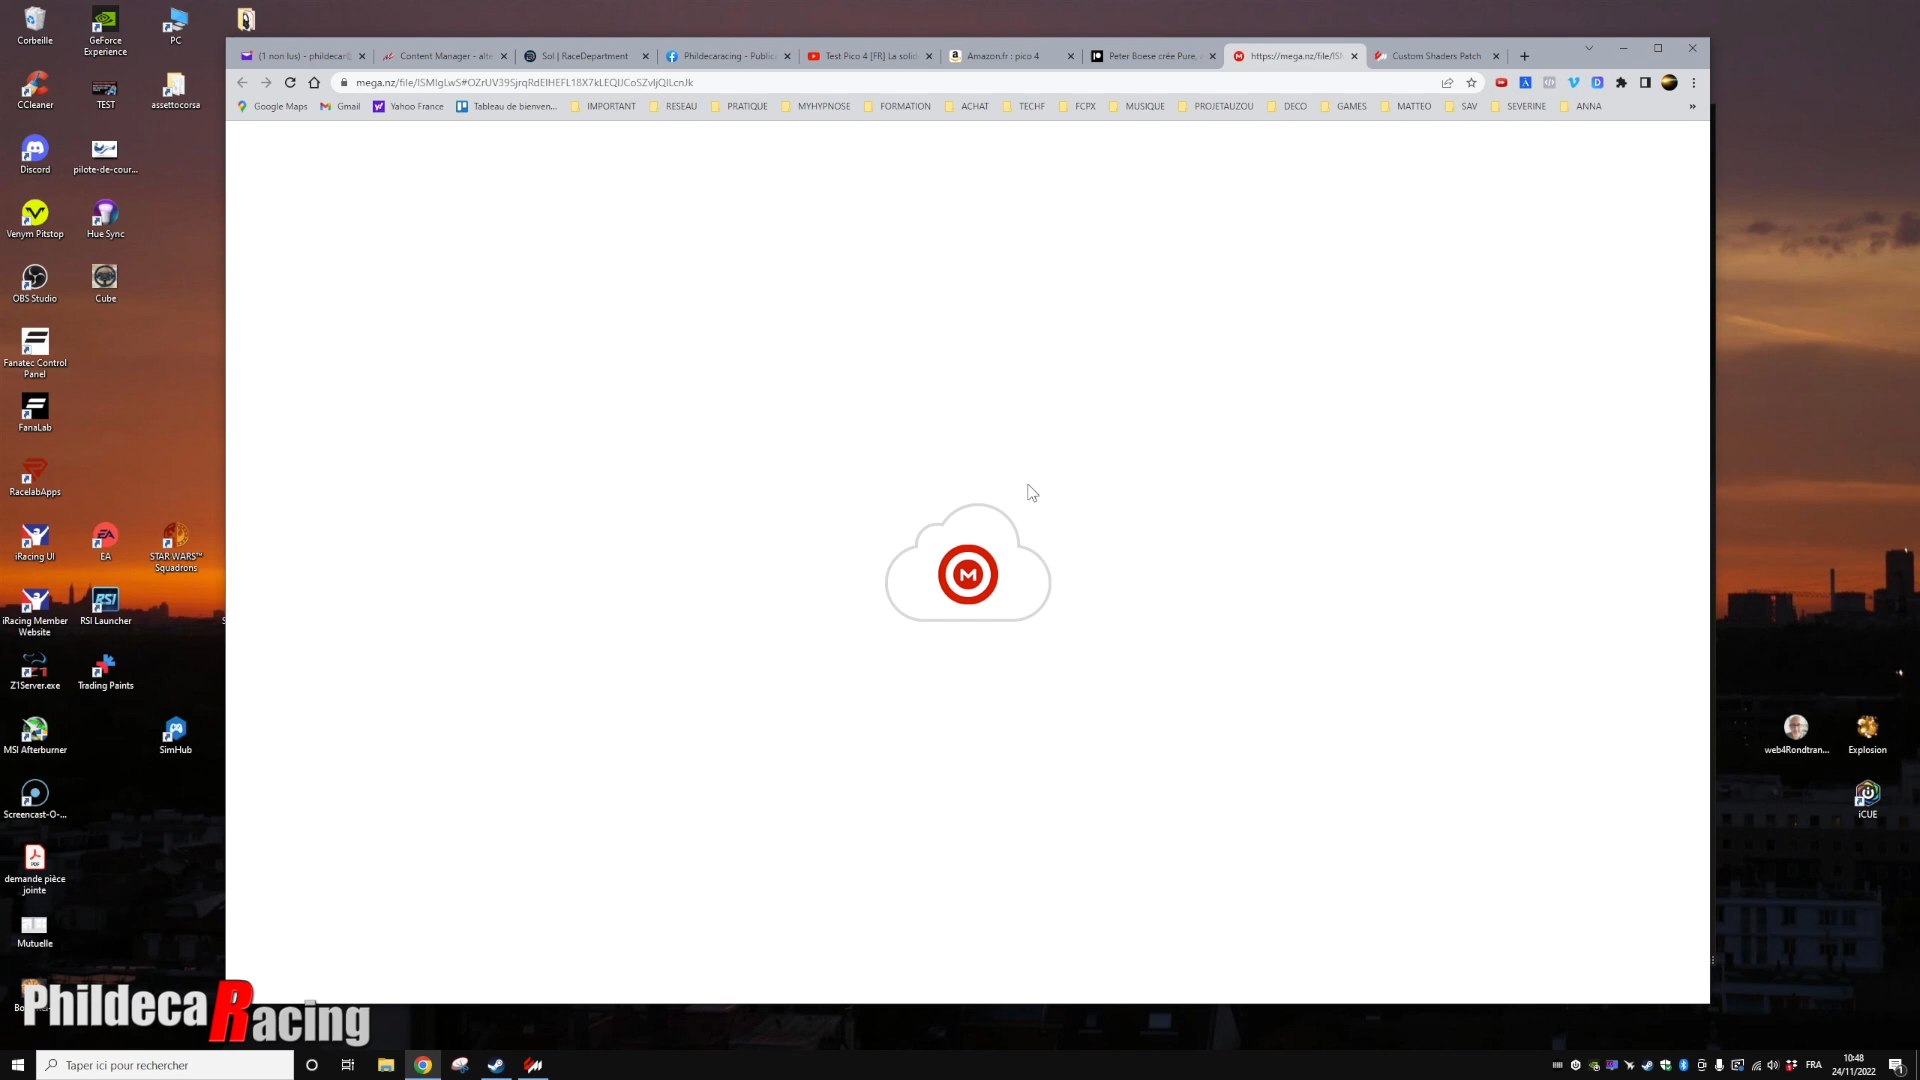 Corbeille
GeForce
Experience
PC
CCleaner
TEST
assettocorsa
Discord
pilote-de-cour...
Venym Pitstop
Hue Sync
OBS Studio
Cube
Fanatec Control
Panel
FanaLab
RacelabApps
iRacing UI
EA
STAR WARS™
Squadrons
iRacing Member
Website
RSI Launcher
Z1Server.exe
Trading Paints
MSI Afterburner
SimHub
Screencast-O-...
demande pièce
jointe
Mutuelle
(1 non lus) - phildecar
Content Manager - alte
Sol | RaceDepartment
Phildecaracing - Public
Test Pico 4 [FR] La solid
Amazon.fr : pico 4
Peter Boese crée Pure,
https://mega.nz/file/lSM
Custom Shaders Patch
Google Maps
Gmail
Yahoo France
Tableau de bienven...
IMPORTANT
RESEAU
PRATIQUE
MYHYPNOSE
FORMATION
ACHAT
TECHF
FCPX
MUSIQUE
PROJETAUZOU
DECO
GAMES
MATTEO
SAV
SEVERINE
ANNA
M
web4Rondtran...
Explosion
iCUE
PhildecaRacing
Taper ici pour rechercher
FRA
10:48
24/11/2022